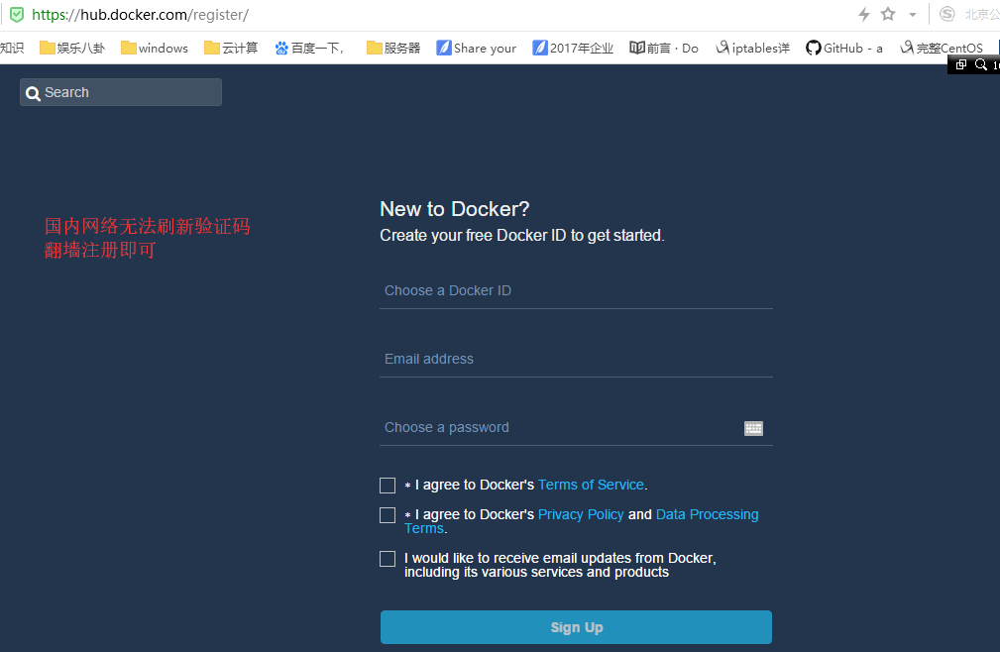 https://hub.docker.com/register/
北京公
知识 娱乐八卦 windows 云计算 百度一下, 服务器 Share your 2017年企业 前言 · Do iptables详 GitHub - a 完整CentOS
Search
国内网络无法刷新验证码
翻墙注册即可
New to Docker?
Create your free Docker ID to get started.
Choose a Docker ID
Email address
Choose a password
* I agree to Docker's Terms of Service.
* I agree to Docker's Privacy Policy and Data Processing
Terms.
I would like to receive email updates from Docker,
including its various services and products
Sign Up